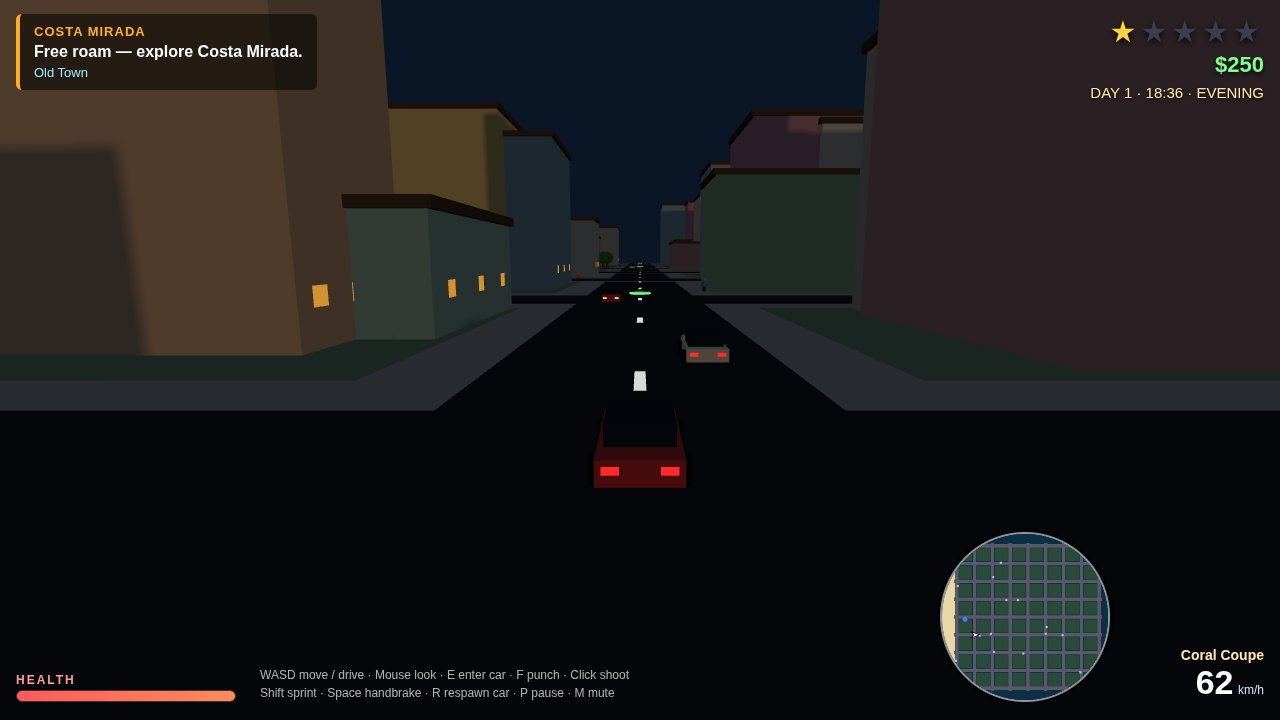 COSTA MIRADA
Free roam — explore Costa Mirada.
Old Town
$250
DAY 1 · 18:36 · EVENING
HEALTH
WASD move / drive · Mouse look · E enter car · F punch · Click shoot
Shift sprint · Space handbrake · R respawn car · P pause · M mute
Coral Coupe
62 km/h